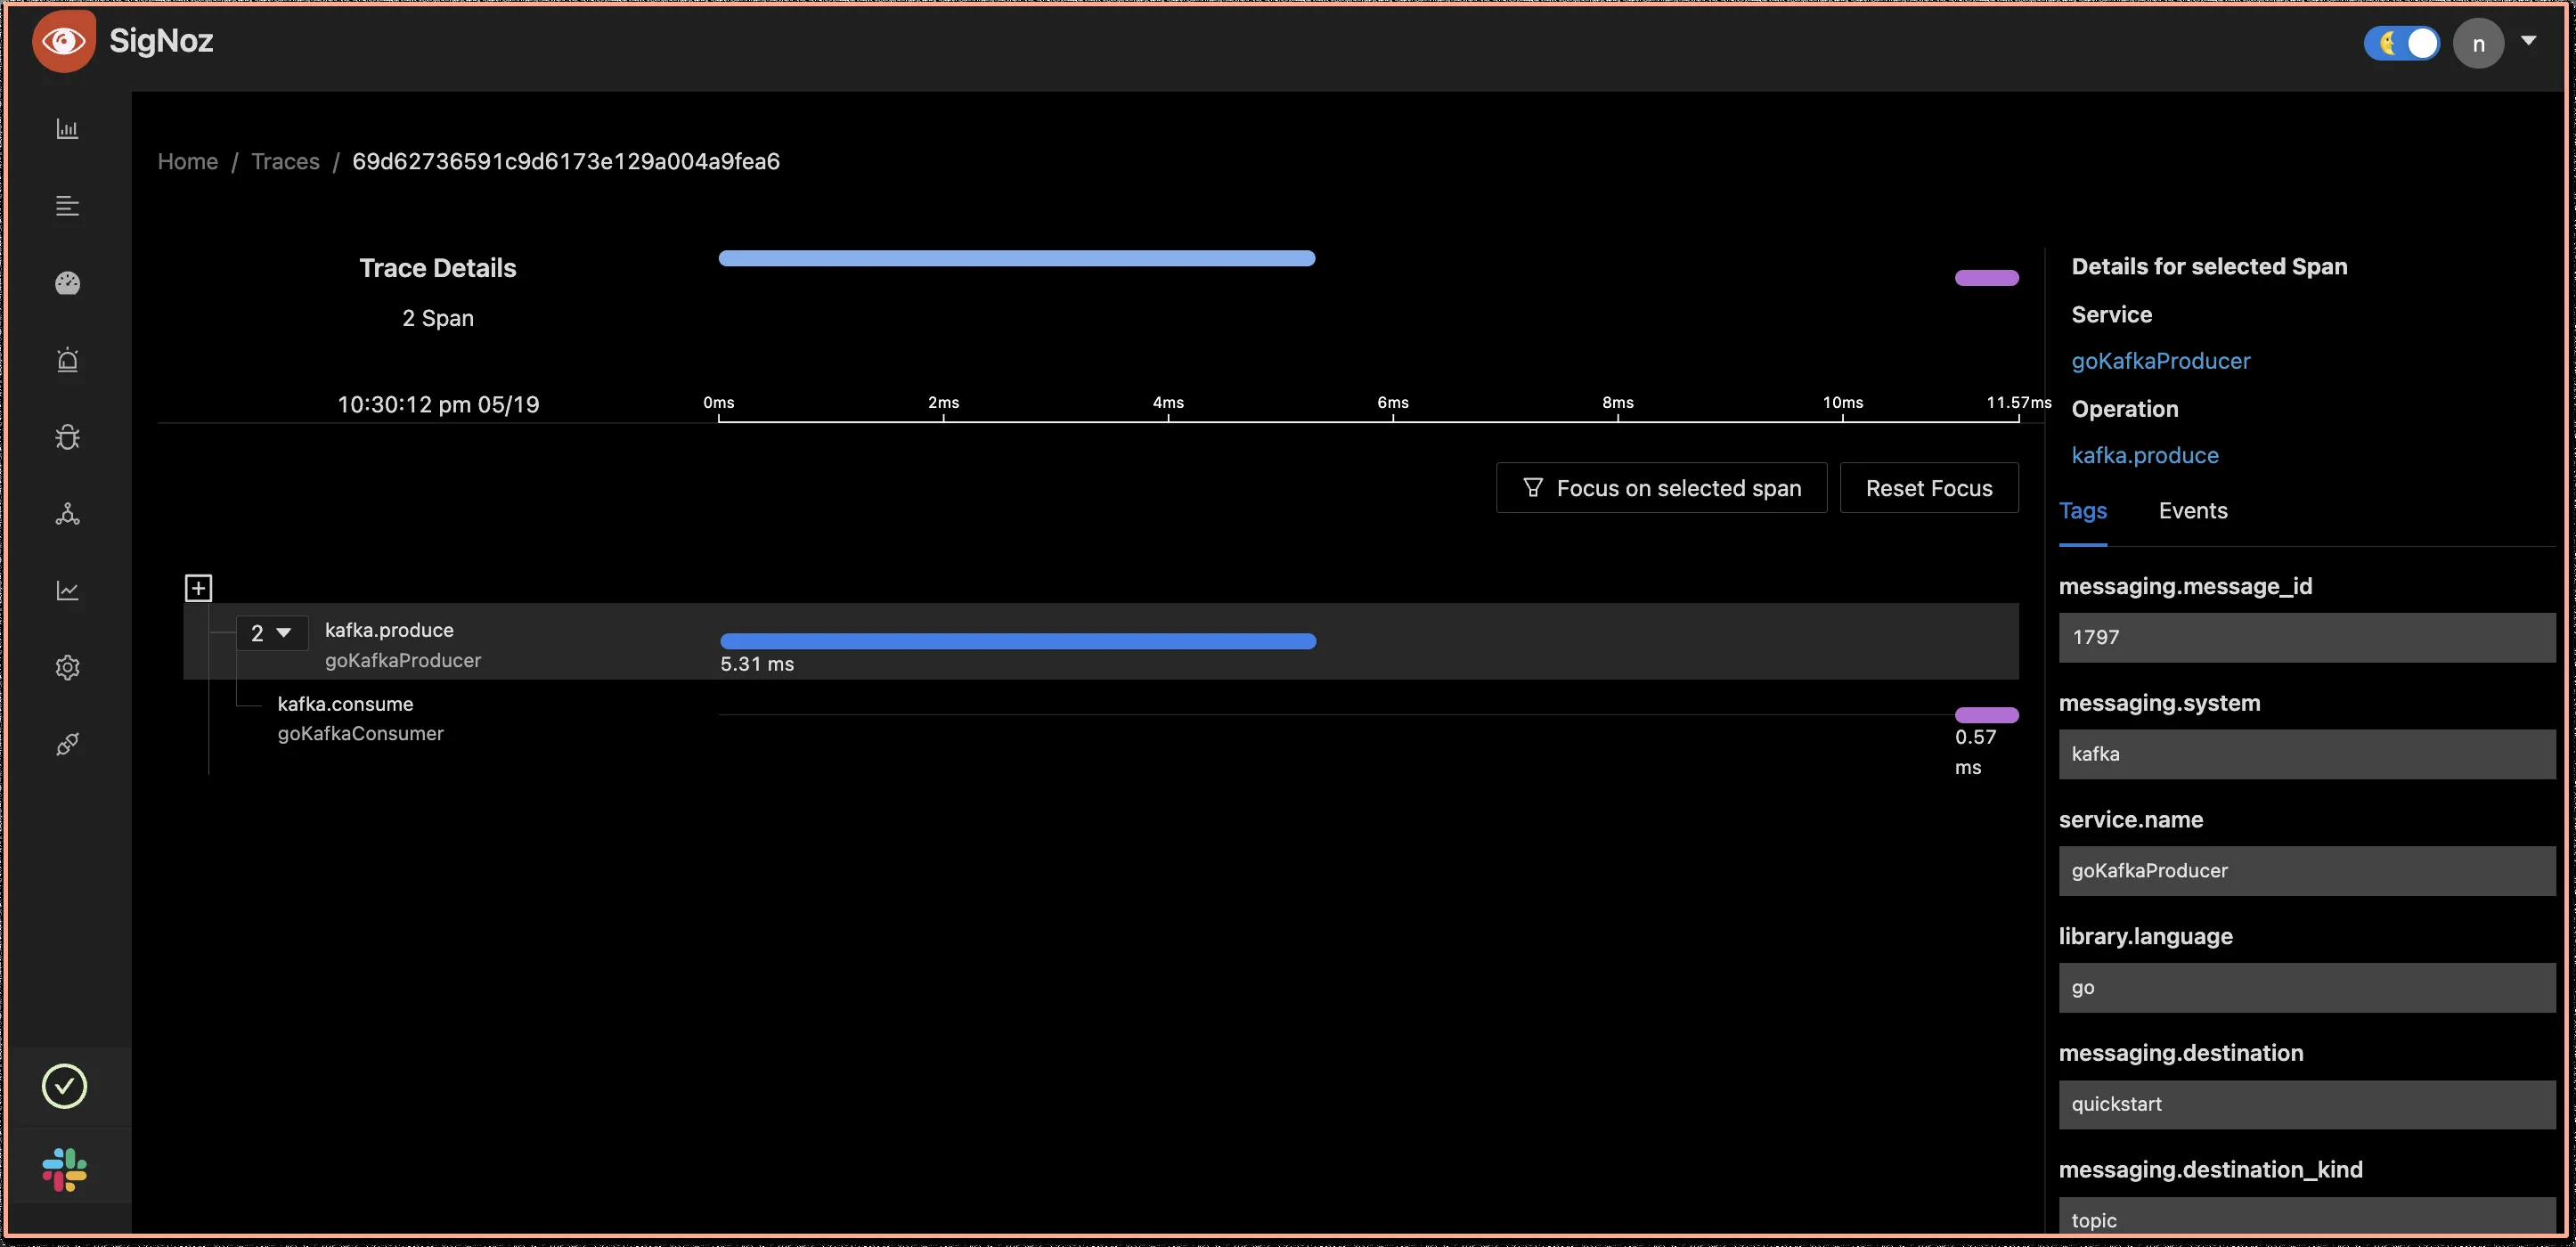 SigNoz
n
Home / Traces / 69d62736591c9d6173e129a004a9fea6
Trace Details
2 Span
10:30:12 pm 05/19
0ms
2ms
4ms
6ms
8ms
10ms
11.57ms
Focus on selected span
Reset Focus
2
kafka.produce
goKafkaProducer
5.31 ms
kafka.consume
goKafkaConsumer
0.57
ms
Details for selected Span
Service
goKafkaProducer
Operation
kafka.produce
Tags
Events
messaging.message_id
1797
messaging.system
kafka
service.name
goKafkaProducer
library.language
go
messaging.destination
quickstart
messaging.destination_kind
topic